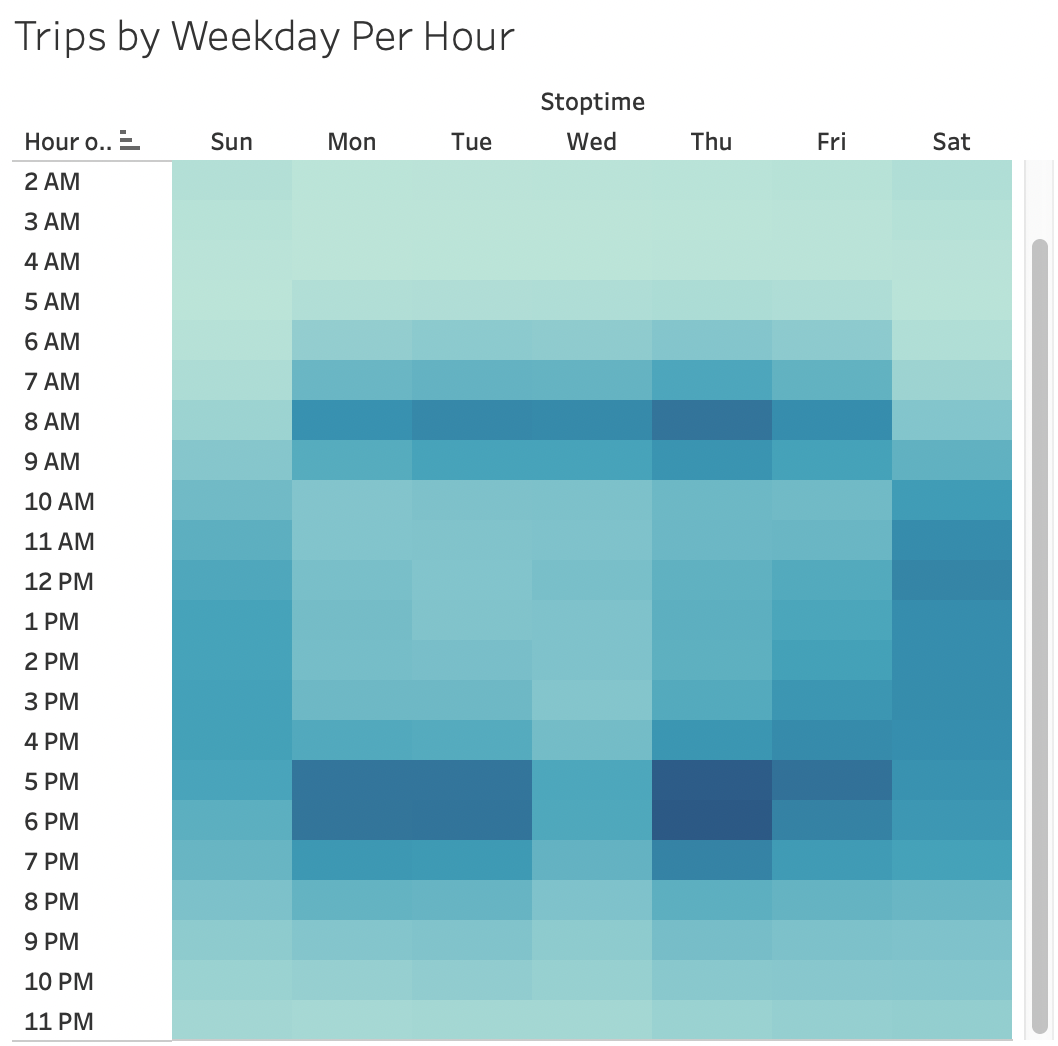 Trips by Weekday Per Hour
Stoptime
Hour o.. Sun Mon Tue Wed Thu Fri Sat
2 AM
3 AM
4 AM
5 AM
6 AM
7 AM
8 AM
9 AM
10 AM
11 AM
12 PM
1 PM
2 PM
3 PM
4 PM
5 PM
6 PM
7 PM
8 PM
9 PM
10 PM
11 PM